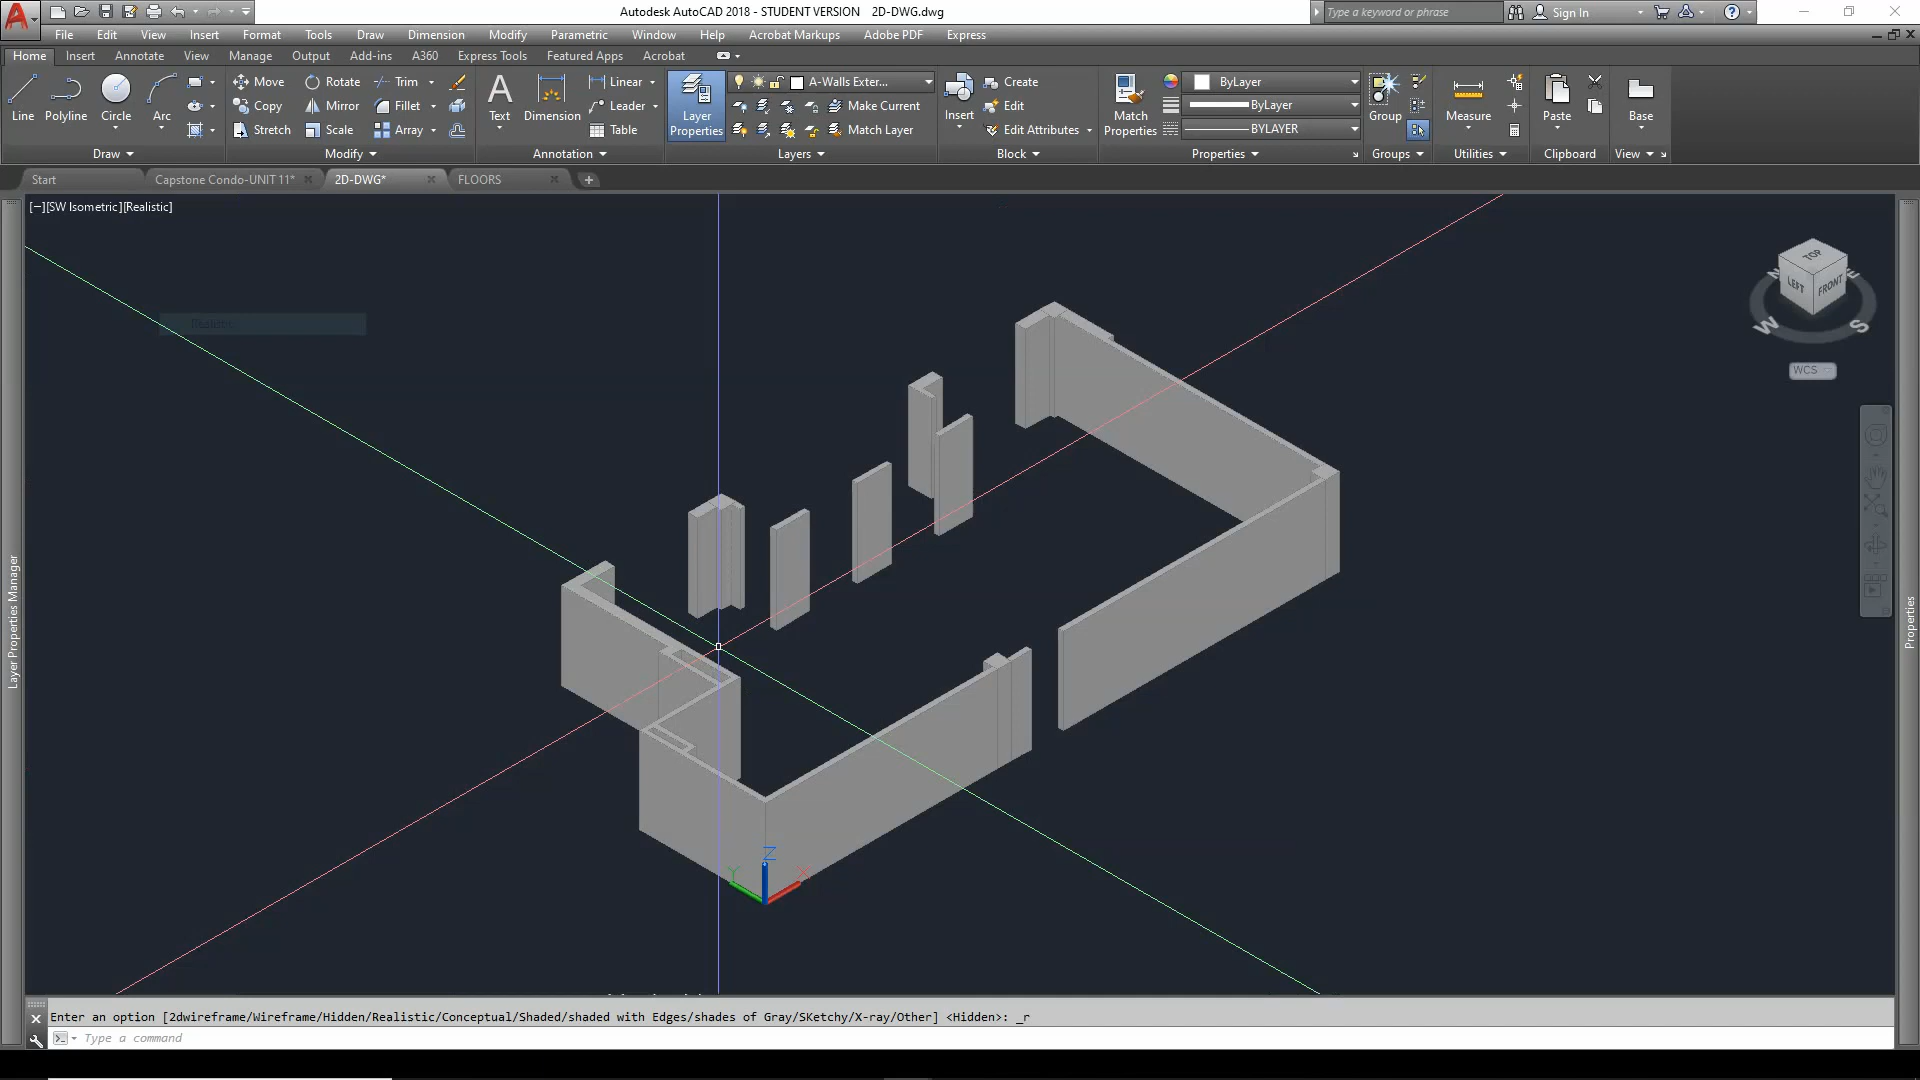 Autodesk AutoCAD 2018 - STUDENT VERSION 2D-DWG.dwg
Type a keyword or phrase
Sign In
File Edit View Insert Format Tools Draw Dimension Modify Parametric Window Help Acrobat Markups Adobe PDF Express
Home Insert Annotate View Manage Output Add-ins A360 Express Tools Featured Apps Acrobat
Move Rotate Trim Linear A-Walls Exter... Create ByLayer
Line Polyline Circle Arc Copy Mirror Fillet Text Dimension Leader Layer Properties Make Current Insert Edit Match Properties ByLayer Group Measure Paste Base
Stretch Scale Array Table Match Layer Edit Attributes BYLAYER
Draw Modify Annotation Layers Block Properties Groups Utilities Clipboard View
Start Capstone Condo-UNIT 11* 2D-DWG* FLOORS
[−][SW Isometric][Realistic]
TOP
LEFT FRONT
N E
W S
WCS
Realistic
Layer Properties Manager
Properties
Z
Y X
Enter an option [2dwireframe/Wireframe/Hidden/Realistic/Conceptual/Shaded/shaded with Edges/shades of Gray/SKetchy/X-ray/Other] <Hidden>: _r
Type a command